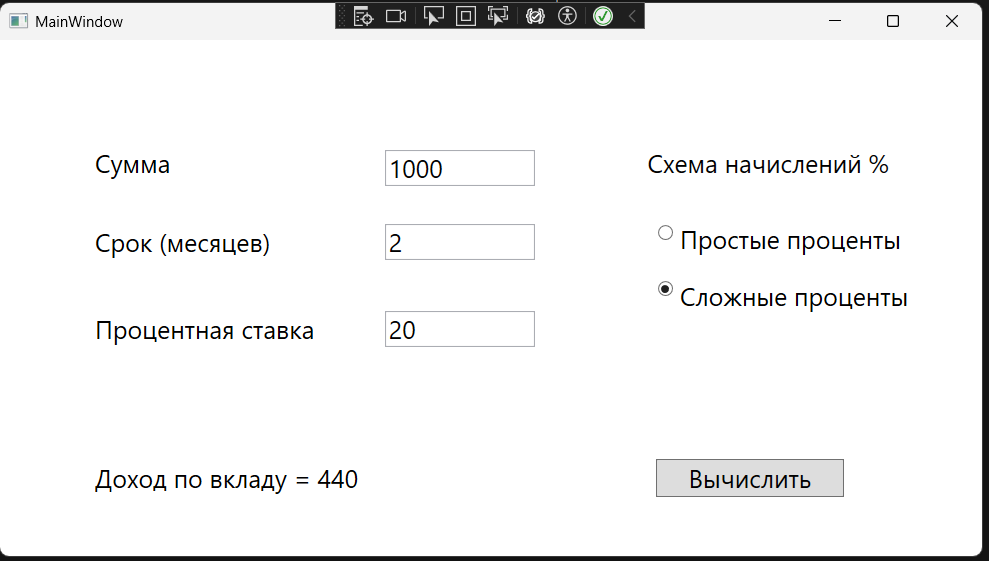 MainWindow
Сумма
1000
Схема начислений %
Срок (месяцев)
2
Простые проценты
Сложные проценты
Процентная ставка
20
Доход по вкладу = 440
Вычислить